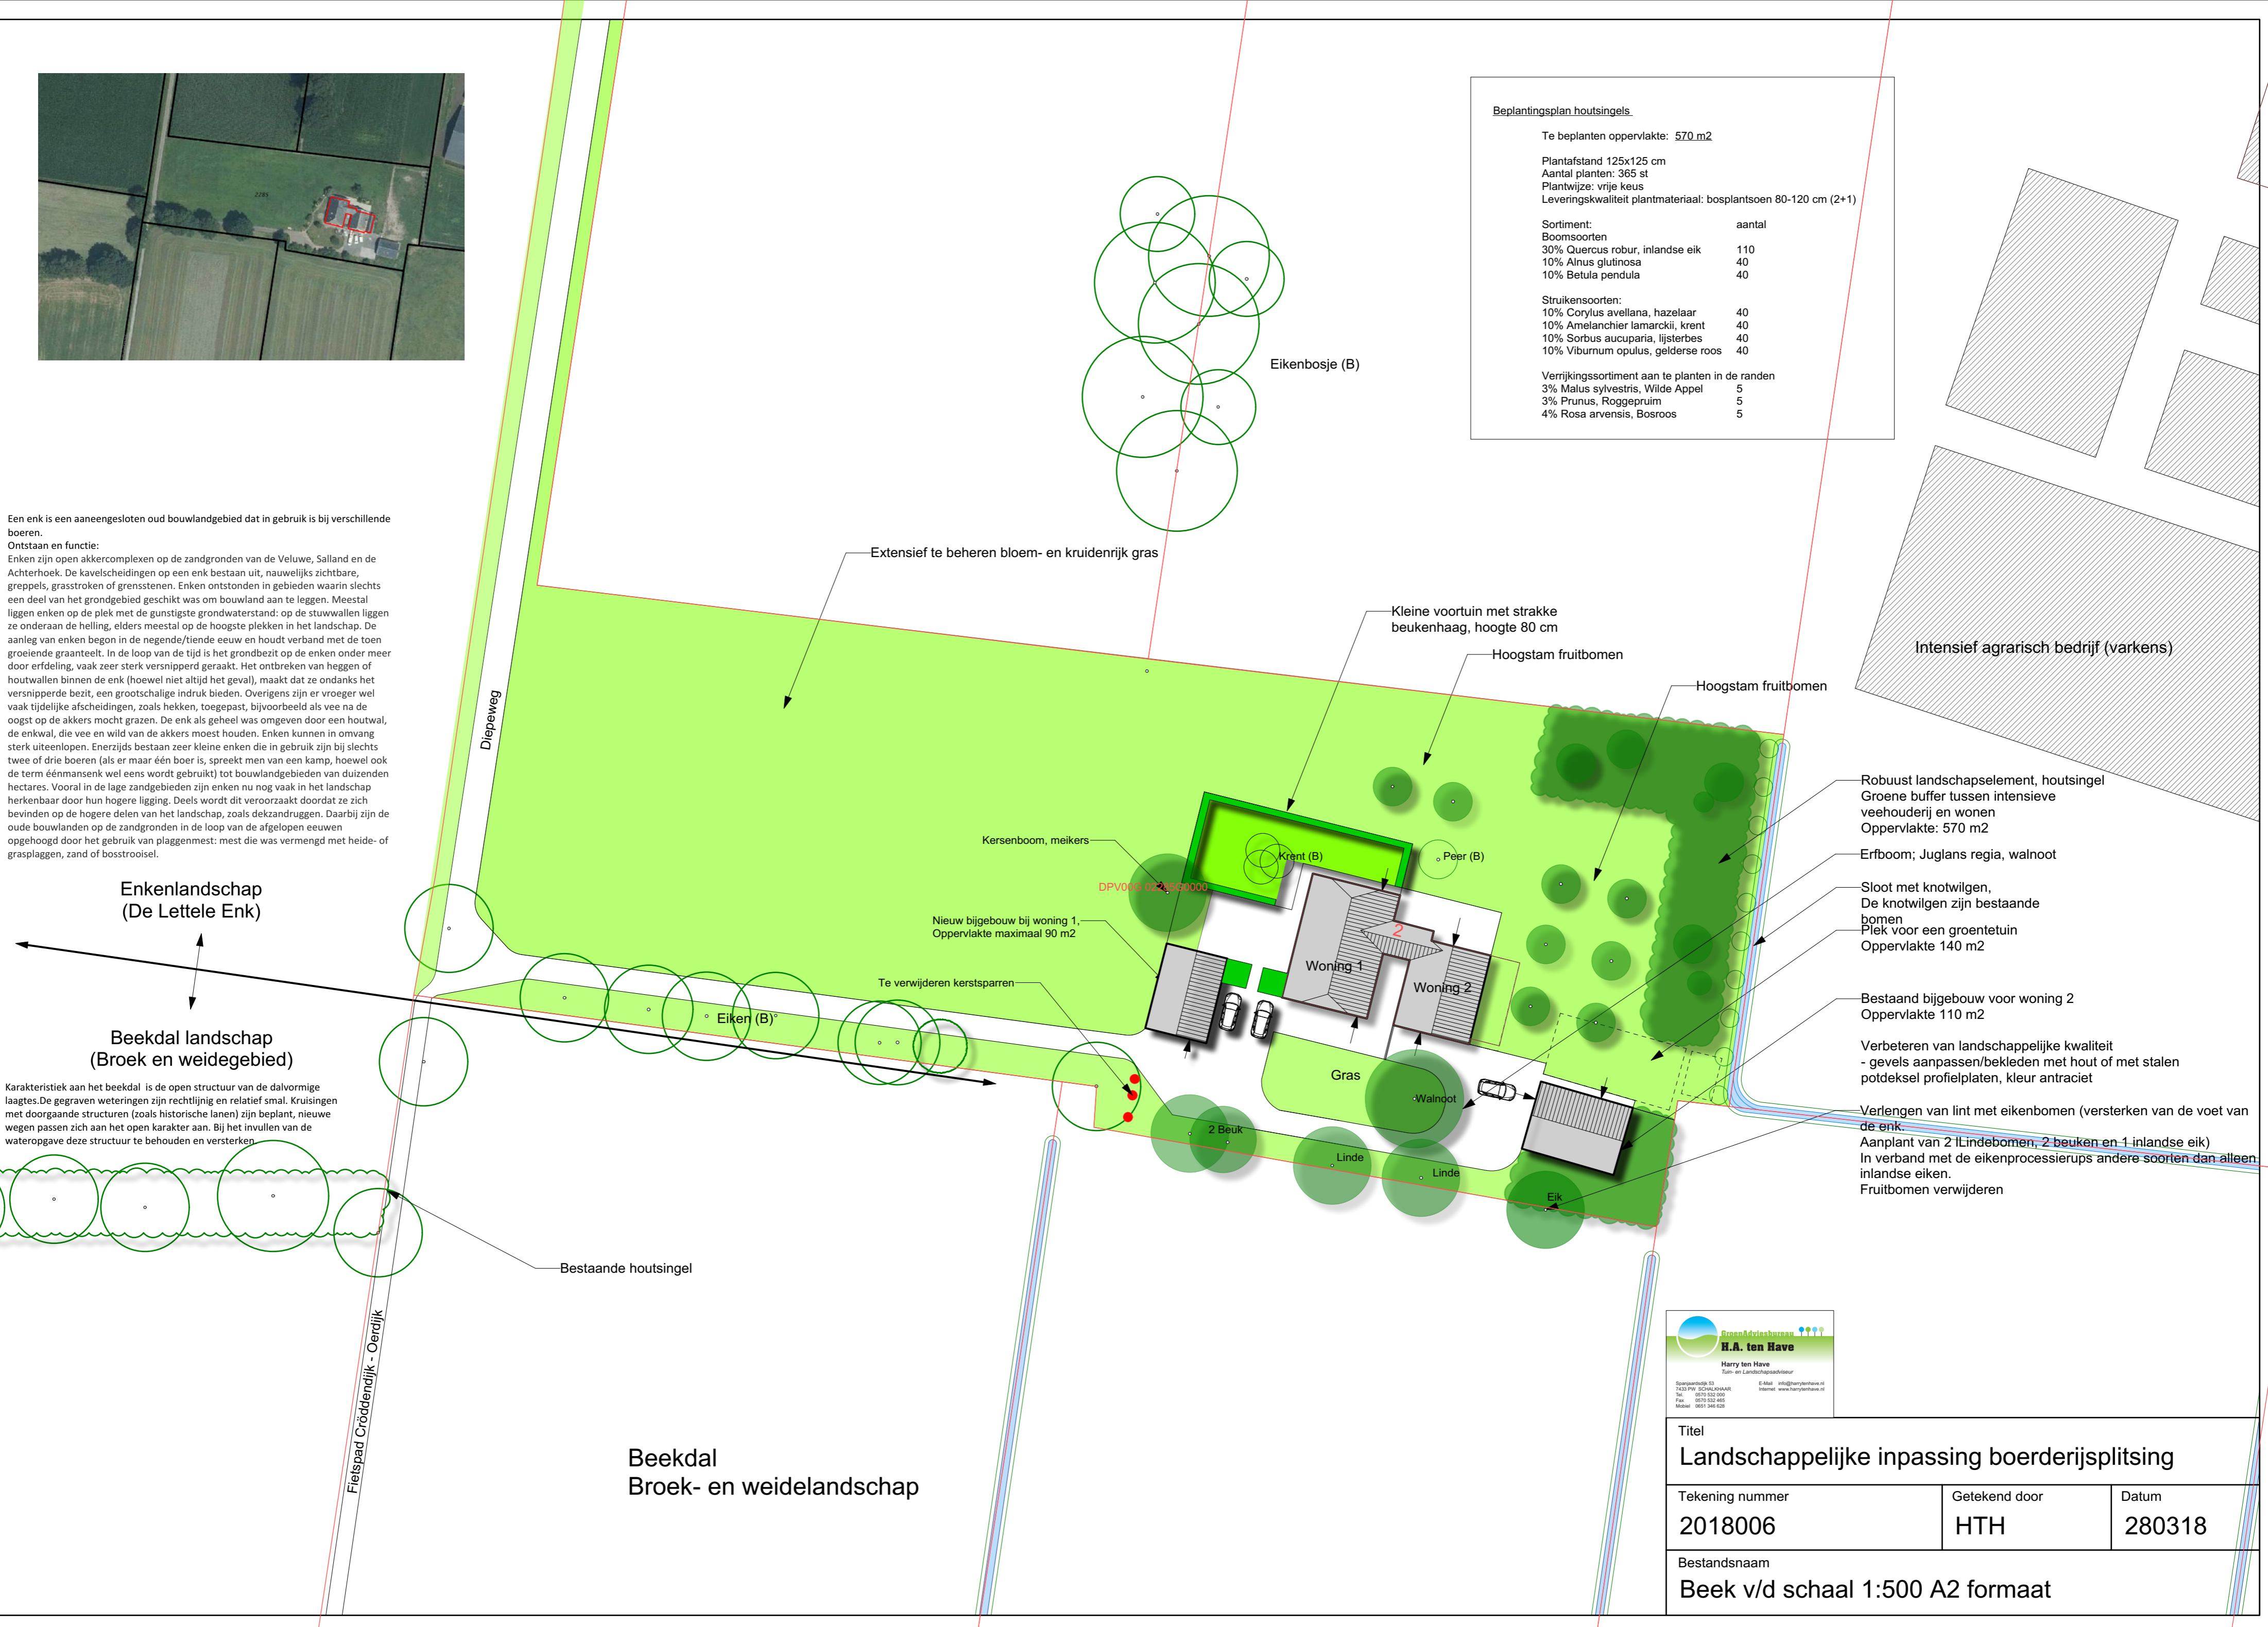 2281
Beplantingsplan houtsingels
Te beplanten oppervlakte: 570 m2
Plantafstand 125x125 cm
Aantal planten: 365 st
Plantwijze: vrije keus
Leveringskwaliteit plantmateriaal: bosplantsoen 80-120 cm (2+1)
Sortiment: aantal
Boomsoorten
30% Quercus robur, inlandse eik 110
10% Alnus glutinosa 40
10% Betula pendula 40
Struikensoorten:
10% Corylus avellana, hazelaar 40
10% Amelanchier lamarckii, krent 40
10% Sorbus aucuparia, lijsterbes 40
10% Viburnum opulus, gelderse roos 40
Verrijkingssortiment aan te planten in de randen
3% Malus sylvestris, Wilde Appel 5
3% Prunus, Roggepruim 5
4% Rosa arvensis, Bosroos 5
Eikenbosje (B)
Een enk is een aaneengesloten oud bouwlandgebied dat in gebruik is bij verschillende
boeren.
Ontstaan en functie:
Enken zijn open akkercomplexen op de zandgronden van de Veluwe, Salland en de
Achterhoek. De kavelscheidingen op een enk bestaan uit, nauwelijks zichtbare,
greppels, grasstroken of grensstenen. Enken ontstonden in gebieden waarin slechts
een deel van het grondgebied geschikt was om bouwland aan te leggen. Meestal
liggen enken op de plek met de gunstigste grondwaterstand: op de stuwwallen liggen
ze onderaan de helling, elders meestal op de hoogste plekken in het landschap. De
aanleg van enken begon in de negende/tiende eeuw en houdt verband met de toen
groeiende graanteelt. In de loop van de tijd is het grondbezit op de enken onder meer
door erfdeling, vaak zeer sterk versnipperd geraakt. Het ontbreken van heggen of
houtwallen binnen de enk (hoewel niet altijd het geval), maakt dat ze ondanks het
versnipperde bezit, een grootschalige indruk bieden. Overigens zijn er vroeger wel
vaak tijdelijke afscheidingen, zoals hekken, toegepast, bijvoorbeeld als vee na de
oogst op de akkers mocht grazen. De enk als geheel was omgeven door een houtwal,
de enkwal, die vee en wild van de akkers moest houden. Enken kunnen in omvang
sterk uiteenlopen. Enerzijds bestaan zeer kleine enken die in gebruik zijn bij slechts
twee of drie boeren (als er maar één boer is, spreekt men van een kamp, hoewel ook
de term éénmansenk wel eens wordt gebruikt) tot bouwlandgebieden van duizenden
hectares. Vooral in de lage zandgebieden zijn enken nu nog vaak in het landschap
herkenbaar door hun hogere ligging. Deels wordt dit veroorzaakt doordat ze zich
bevinden op de hogere delen van het landschap, zoals dekzandruggen. Daarbij zijn de
oude bouwlanden op de zandgronden in de loop van de afgelopen eeuwen
opgehoogd door het gebruik van plaggenmest: mest die was vermengd met heide- of
grasplaggen, zand of bosstrooisel.
Extensief te beheren bloem- en kruidenrijk gras
Kleine voortuin met strakke
beukenhaag, hoogte 80 cm
Hoogstam fruitbomen
Hoogstam fruitbomen
Intensief agrarisch bedrijf (varkens)
Diepeweg
Robuust landschapselement, houtsingel
Groene buffer tussen intensieve
veehouderij en wonen
Oppervlakte: 570 m2
Erfboom; Juglans regia, walnoot
Sloot met knotwilgen,
De knotwilgen zijn bestaande
bomen
Plek voor een groentetuin
Oppervlakte 140 m2
Bestaand bijgebouw voor woning 2
Oppervlakte 110 m2
Verbeteren van landschappelijke kwaliteit
- gevels aanpassen/bekleden met hout of met stalen
potdeksel profielplaten, kleur antraciet
Verlengen van lint met eikenbomen (versterken van de voet van
de enk.
Aanplant van 2 lLindebomen, 2 beuken en 1 inlandse eik)
In verband met de eikenprocessierups andere soorten dan alleen
inlandse eiken.
Fruitbomen verwijderen
Kersenboom, meikers
Krent (B)
Peer (B)
Nieuw bijgebouw bij woning 1,
Oppervlakte maximaal 90 m2
2
Woning 1
Woning 2
Te verwijderen kerstsparren
Eiken (B)
Gras
Walnoot
2 Beuk
Linde
Linde
Eik
Enkenlandschap
(De Lettele Enk)
Beekdal landschap
(Broek en weidegebied)
Karakteristiek aan het beekdal is de open structuur van de dalvormige
laagtes.De gegraven weteringen zijn rechtlijnig en relatief smal. Kruisingen
met doorgaande structuren (zoals historische lanen) zijn beplant, nieuwe
wegen passen zich aan het open karakter aan. Bij het invullen van de
wateropgave deze structuur te behouden en versterken.
Bestaande houtsingel
Fietspad Cröddendijk - Oerdijk
Beekdal
Broek- en weidelandschap
GroenAdviesbureau
H.A. ten Have
Harry ten Have
Tuin- en Landschapsadviseur
Spanjaardsdijk 53
7433 PW SCHALKHAAR
Tel. 0570 532 000
Fax 0570 532 465
Mobiel 0651 346 628
E-Mail info@harrytenhave.nl
Internet www.harrytenhave.nl
Titel
Landschappelijke inpassing boerderijsplitsing
Tekening nummer
2018006
Getekend door
HTH
Datum
280318
Bestandsnaam
Beek v/d schaal 1:500 A2 formaat